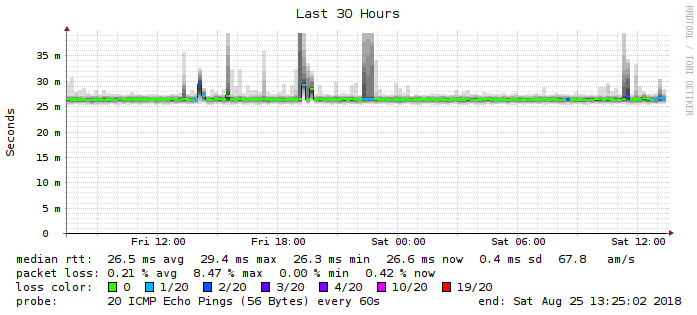 Last 30 Hours
RRDTOOL / TOBI OETIKER
Seconds
35 m
30 m
25 m
20 m
15 m
10 m
5 m
0
Fri 12:00 Fri 18:00 Sat 00:00 Sat 06:00 Sat 12:00
median rtt: 26.5 ms avg 29.4 ms max 26.3 ms min 26.6 ms now 0.4 ms sd 67.8 am/s
packet loss: 0.21 % avg 8.47 % max 0.00 % min 0.42 % now
loss color: 0 1/20 2/20 3/20 4/20 10/20 19/20
probe: 20 ICMP Echo Pings (56 Bytes) every 60s end: Sat Aug 25 13:25:02 2018